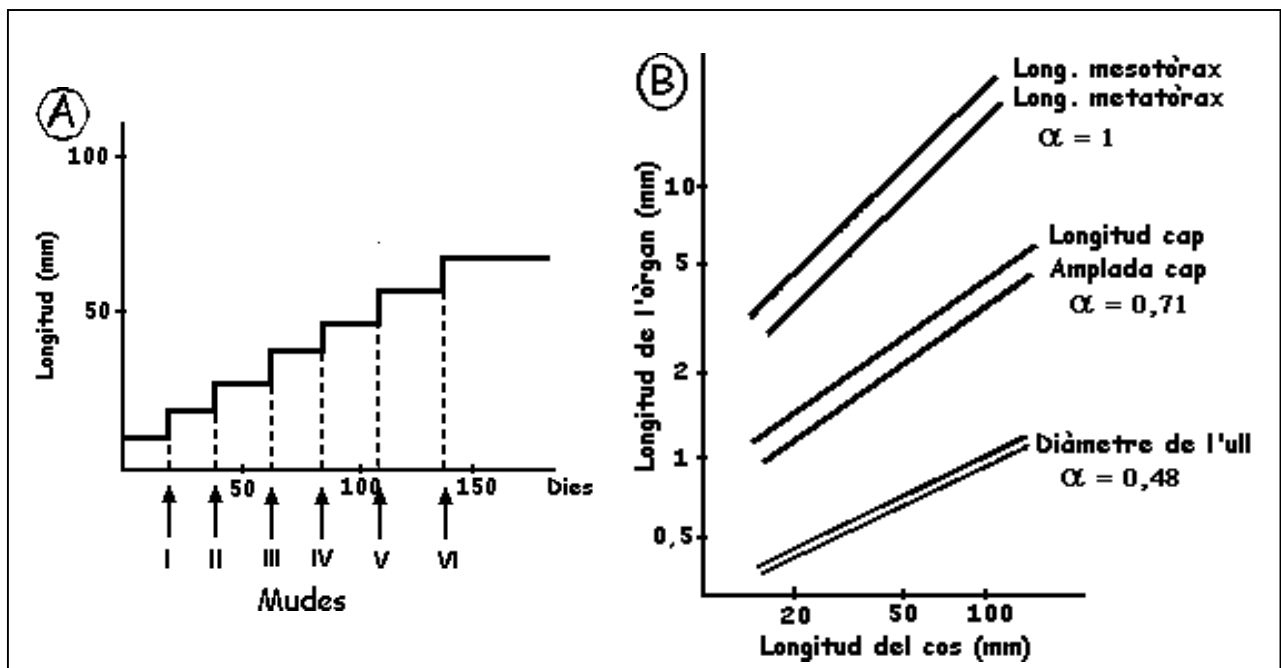 A
Longitud (mm)
100
50
50 100 150 Dies
I II III IV V VI
Mudes
B
Longitud de l'òrgan (mm)
10
5
2
1
0,5
Long. mesotòrax
Long. metatòrax
α = 1
Longitud cap
Amplada cap
α = 0,71
Diàmetre de l'ull
α = 0,48
20 50 100
Longitud del cos (mm)